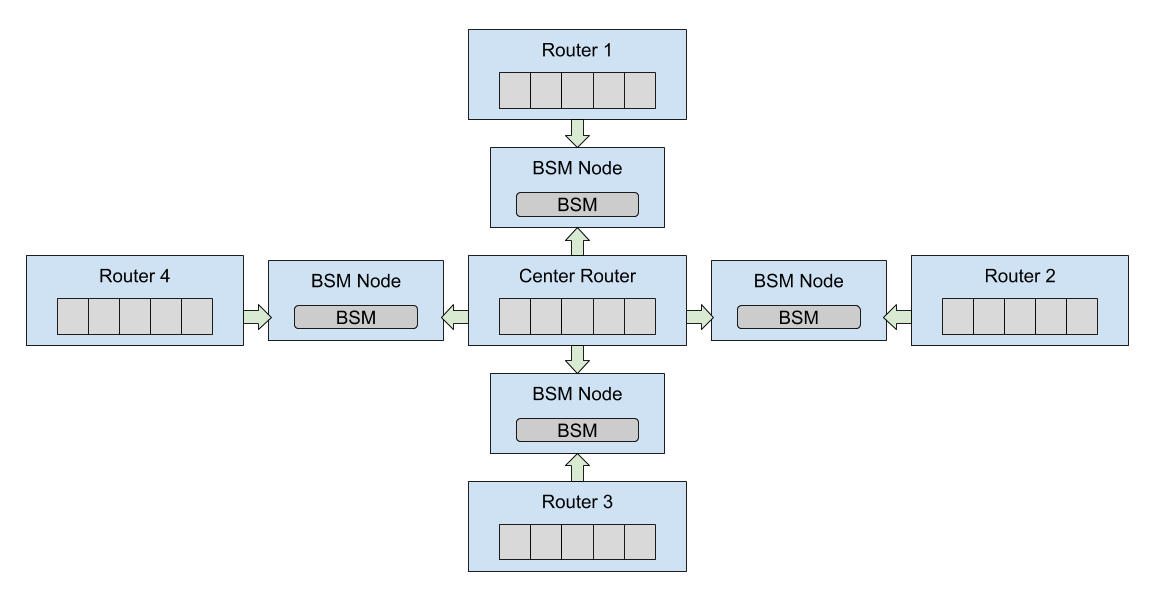 Router 1
BSM Node
BSM
Router 4
BSM Node
BSM
Center Router
BSM Node
BSM
Router 2
BSM Node
BSM
Router 3